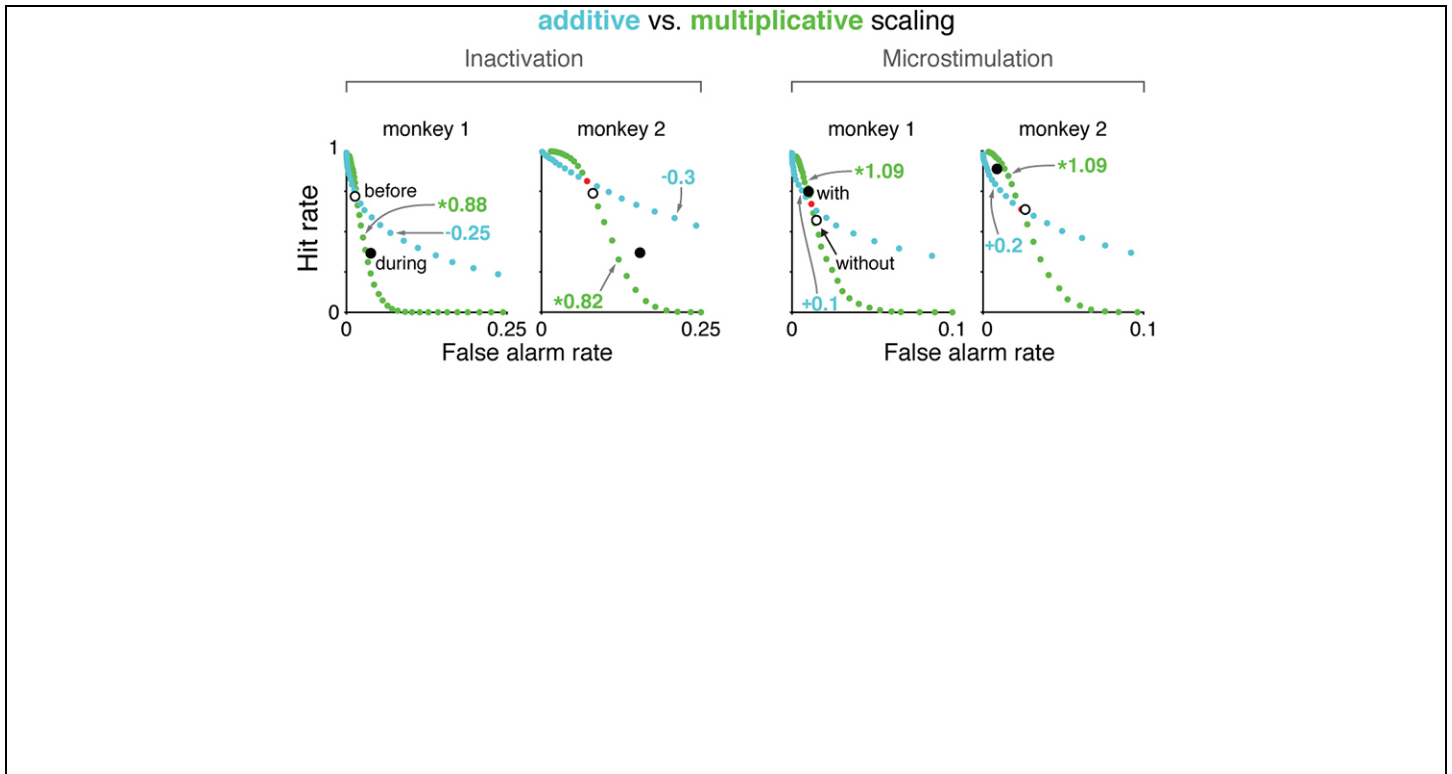 additive vs. multiplicative scaling
Inactivation
Microstimulation
monkey 1
monkey 2
monkey 1
monkey 2
Hit rate
1
0
before
*0.88
-0.25
during
0
0.25
-0.3
*0.82
0
0.25
False alarm rate
*1.09
with
without
+0.1
0
0.1
*1.09
+0.2
0
0.1
False alarm rate